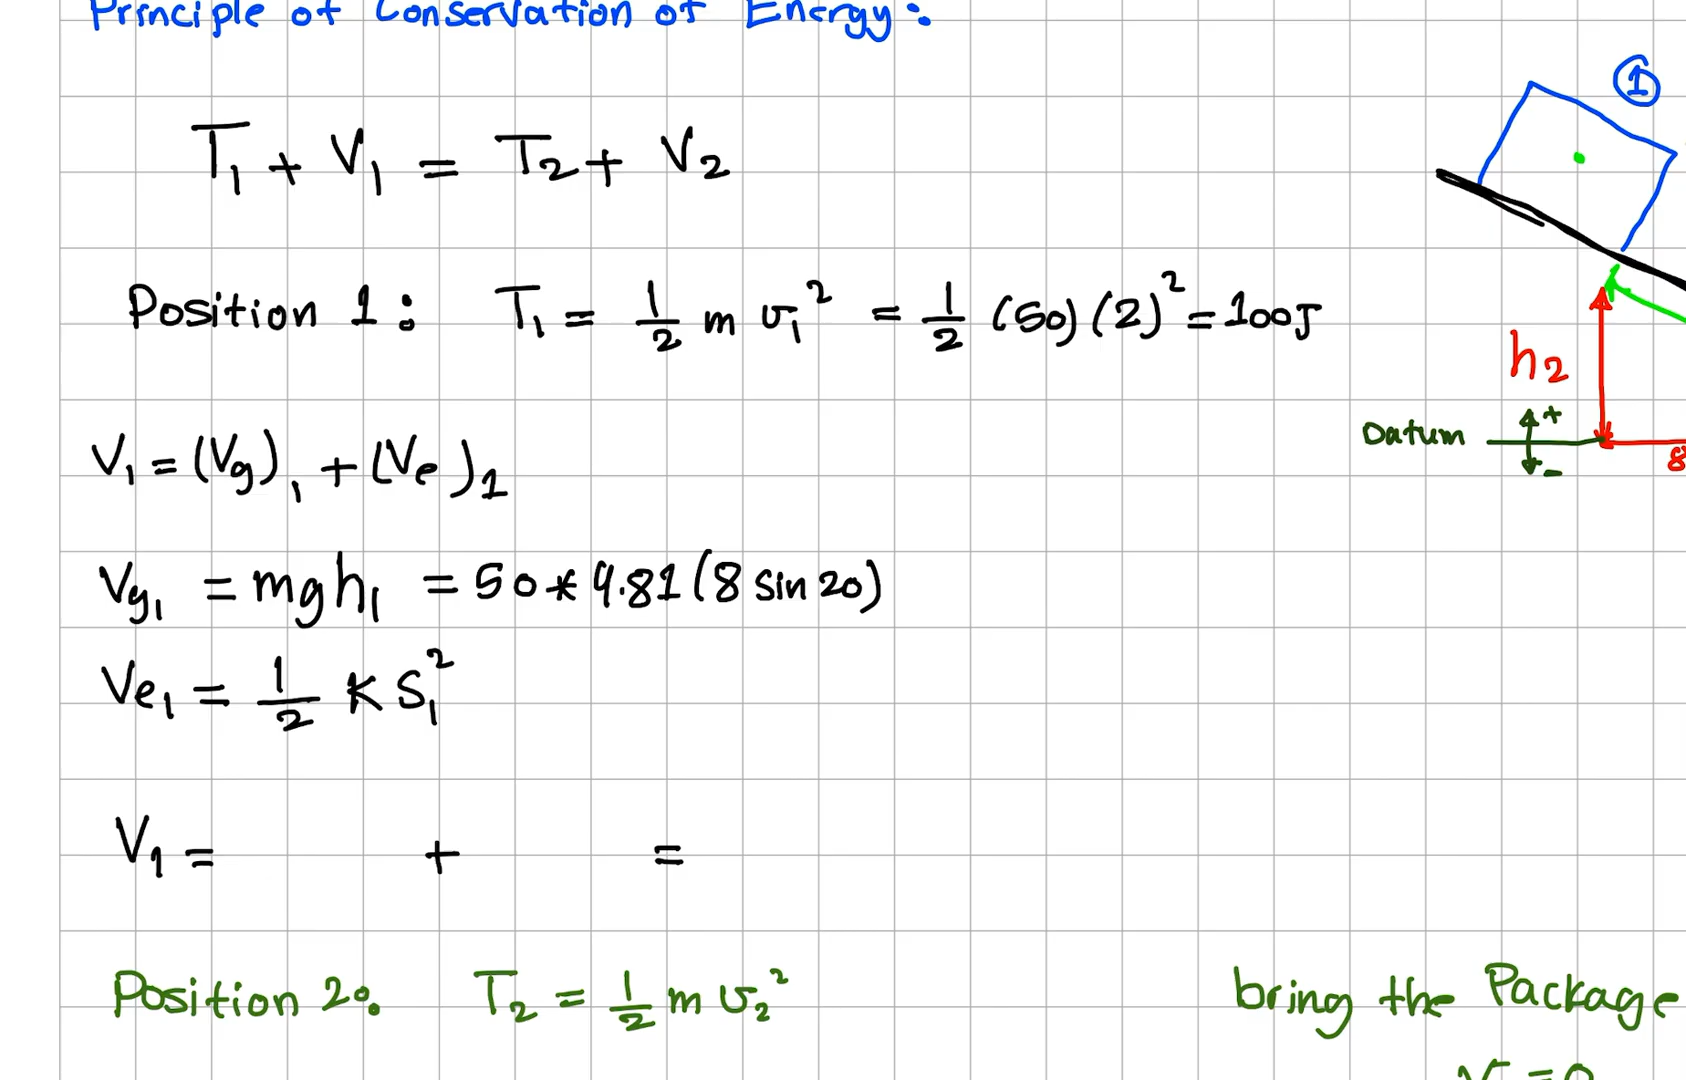 Principle of Conservation of Energy:
①
T₁ + V₁ = T₂ + V₂
Position 1: T₁ = 1/2 m v₁² = 1/2 (50) (2)² = 100J
h₂
Datum + -
8
V₁ = (Vg)₁ + (Ve)₁
Vg₁ = mgh₁ = 50 * 9.81 (8 sin 20)
Ve₁ = 1/2 K S₁²
V₁ = + =
Position 2: T₂ = 1/2 m v₂²
bring the Package
= 0